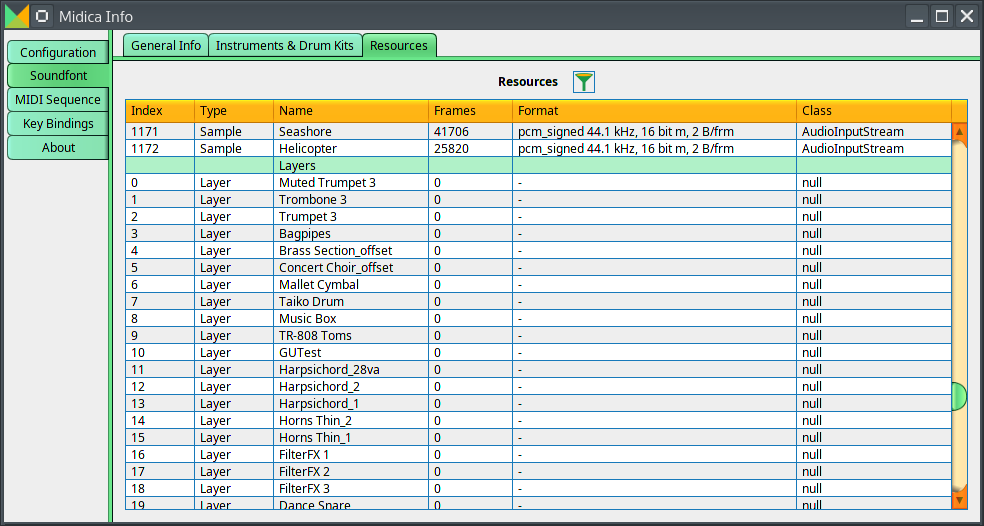 Midica Info
Configuration
Soundfont
MIDI Sequence
Key Bindings
About
General Info Instruments & Drum Kits Resources
Resources
Index Type Name Frames Format Class
1171 Sample Seashore 41706 pcm_signed 44.1 kHz, 16 bit m, 2 B/frm AudioInputStream
1172 Sample Helicopter 25820 pcm_signed 44.1 kHz, 16 bit m, 2 B/frm AudioInputStream
Layers
0 Layer Muted Trumpet 3 0 - null
1 Layer Trombone 3 0 - null
2 Layer Trumpet 3 0 - null
3 Layer Bagpipes 0 - null
4 Layer Brass Section_offset 0 - null
5 Layer Concert Choir_offset 0 - null
6 Layer Mallet Cymbal 0 - null
7 Layer Taiko Drum 0 - null
8 Layer Music Box 0 - null
9 Layer TR-808 Toms 0 - null
10 Layer GUTest 0 - null
11 Layer Harpsichord_28va 0 - null
12 Layer Harpsichord_2 0 - null
13 Layer Harpsichord_1 0 - null
14 Layer Horns Thin_2 0 - null
15 Layer Horns Thin_1 0 - null
16 Layer FilterFX 1 0 - null
17 Layer FilterFX 2 0 - null
18 Layer FilterFX 3 0 - null
19 Layer Dance Snare 0 - null